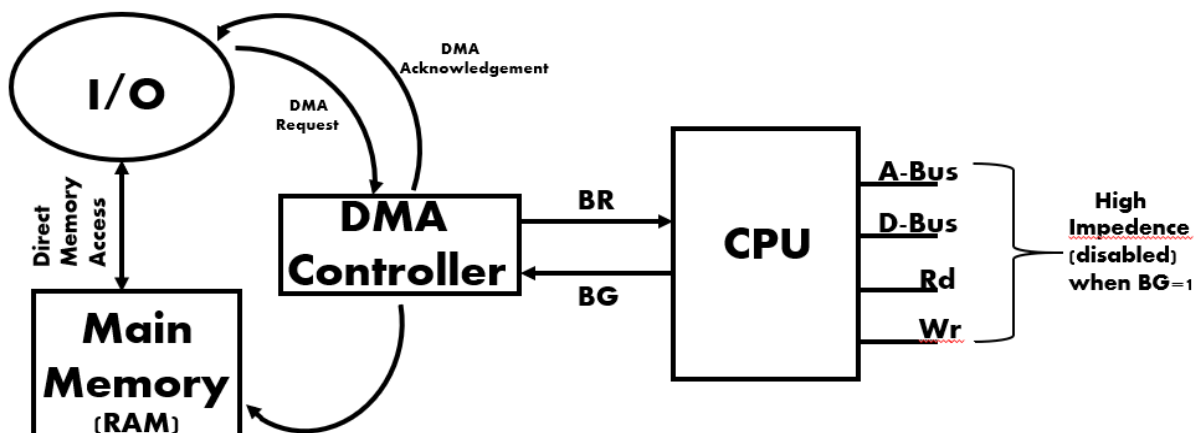 I/O
DMA
Acknowledgement
DMA
Request
Direct
Memory
Access
DMA
Controller
BR
BG
CPU
A-Bus
D-Bus
Rd
Wr
High
Impedence
(disabled)
when BG=1
Main
Memory
(RAM)